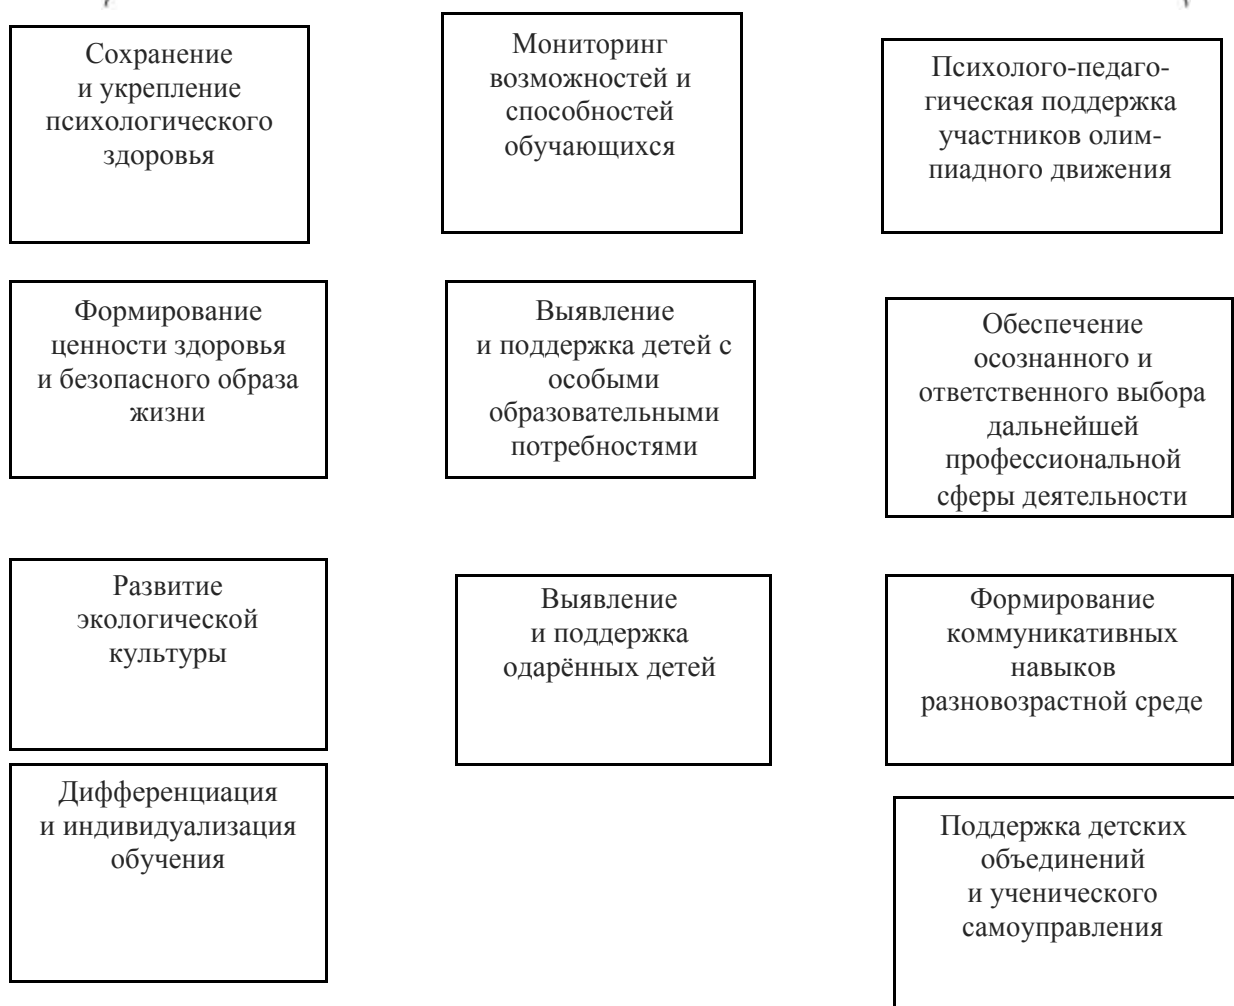 Сохранение
и укрепление
психологического
здоровья
Мониторинг
возможностей и
способностей
обучающихся
Психолого-педаго-
гическая поддержка
участников олим-
пиадного движения
Формирование
ценности здоровья
и безопасного образа
жизни
Выявление
и поддержка детей с
особыми
образовательными
потребностями
Обеспечение
осознанного и
ответственного выбора
дальнейшей
профессиональной
сферы деятельности
Развитие
экологической
культуры
Выявление
и поддержка
одарённых детей
Формирование
коммуникативных
навыков
разновозрастной среде
Дифференциация
и индивидуализация
обучения
Поддержка детских
объединений
и ученического
самоуправления